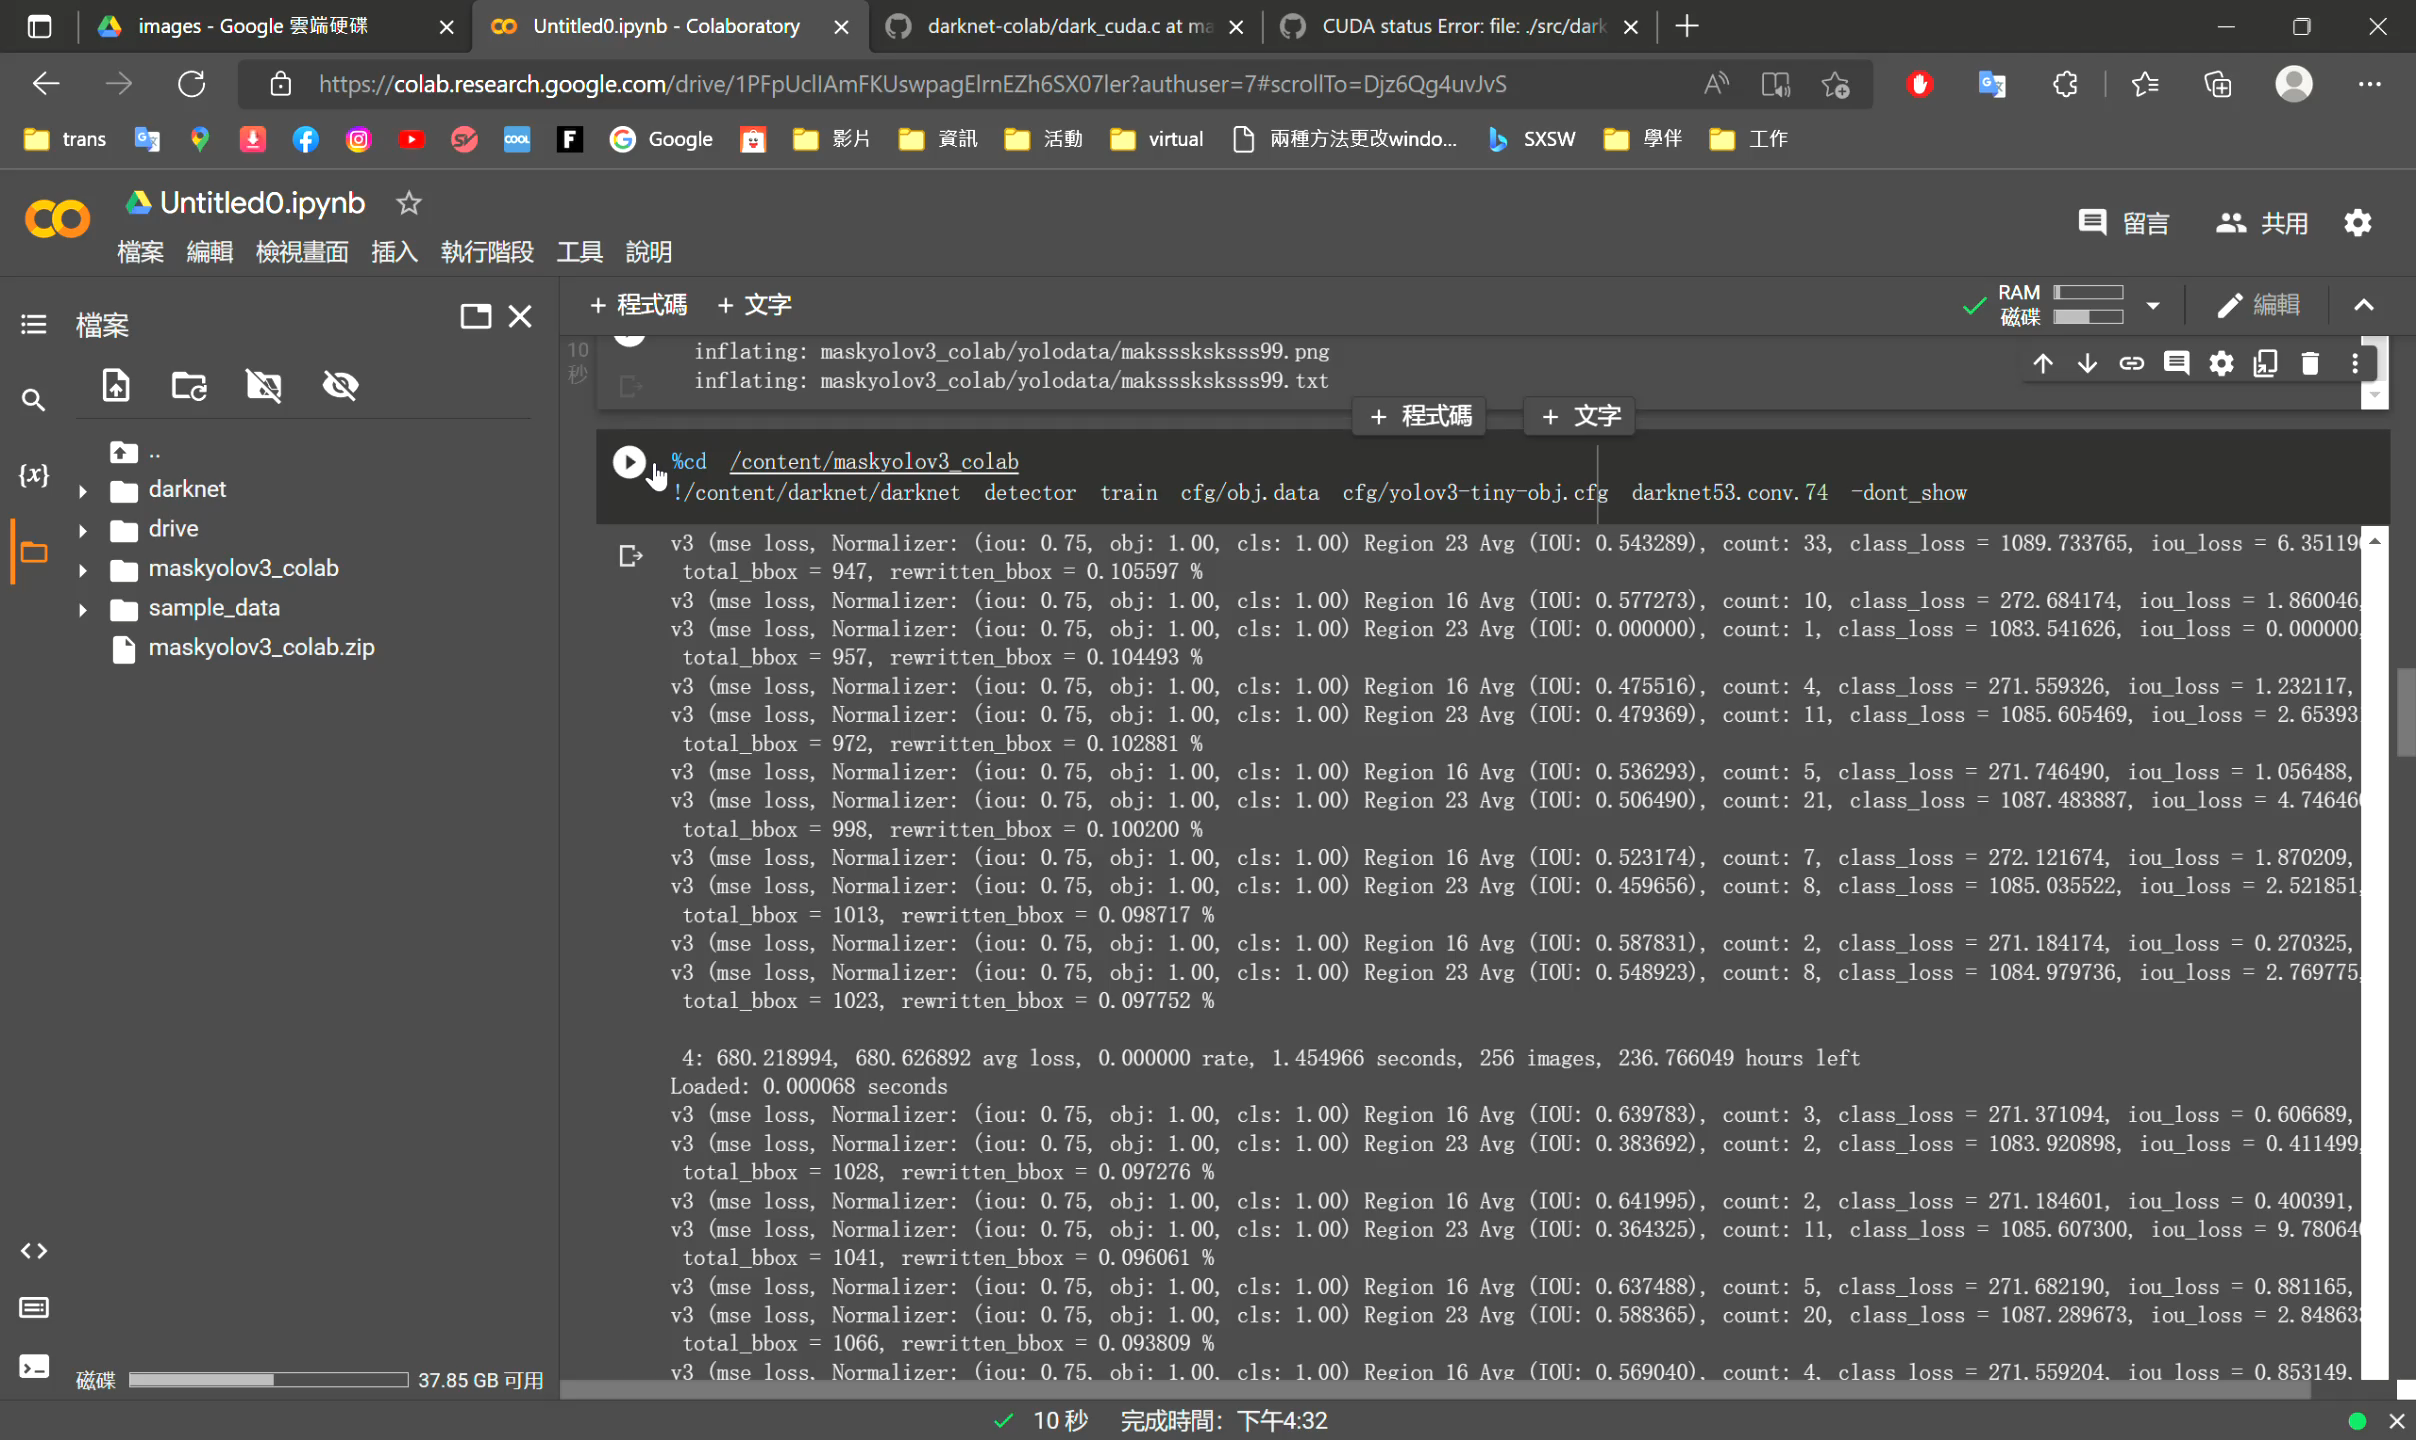 images - Google 雲端硬碟
Untitled0.ipynb - Colaboratory
darknet-colab/dark_cuda.c at ma
CUDA status Error: file: ./src/dark
https://colab.research.google.com/drive/1PFpUclIAmFKUswpagElrnEZh6SX07ler?authuser=7#scrollTo=Djz6Qg4uvJvS
trans
COOL
F
Google
影片
資訊
活動
virtual
兩種方法更改windo...
SXSW
學伴
工作
Untitled0.ipynb
留言
共用
檔案 編輯 檢視畫面 插入 執行階段 工具 說明
檔案
+ 程式碼 + 文字
RAM
磁碟
編輯
..
darknet
drive
maskyolov3_colab
sample_data
maskyolov3_colab.zip
{x}
磁碟 37.85 GB 可用
10
秒
inflating: maskyolov3_colab/yolodata/makssskskssss99.png
inflating: maskyolov3_colab/yolodata/makssskskssss99.txt
+ 程式碼 + 文字
%cd /content/maskyolov3_colab
!/content/darknet/darknet detector train cfg/obj.data cfg/yolov3-tiny-obj.cfg darknet53.conv.74 -dont_show
v3 (mse loss, Normalizer: (iou: 0.75, obj: 1.00, cls: 1.00) Region 23 Avg (IOU: 0.543289), count: 33, class_loss = 1089.733765, iou_loss = 6.35119
total_bbox = 947, rewritten_bbox = 0.105597 %
v3 (mse loss, Normalizer: (iou: 0.75, obj: 1.00, cls: 1.00) Region 16 Avg (IOU: 0.577273), count: 10, class_loss = 272.684174, iou_loss = 1.860046,
v3 (mse loss, Normalizer: (iou: 0.75, obj: 1.00, cls: 1.00) Region 23 Avg (IOU: 0.000000), count: 1, class_loss = 1083.541626, iou_loss = 0.000000,
total_bbox = 957, rewritten_bbox = 0.104493 %
v3 (mse loss, Normalizer: (iou: 0.75, obj: 1.00, cls: 1.00) Region 16 Avg (IOU: 0.475516), count: 4, class_loss = 271.559326, iou_loss = 1.232117,
v3 (mse loss, Normalizer: (iou: 0.75, obj: 1.00, cls: 1.00) Region 23 Avg (IOU: 0.479369), count: 11, class_loss = 1085.605469, iou_loss = 2.65393
total_bbox = 972, rewritten_bbox = 0.102881 %
v3 (mse loss, Normalizer: (iou: 0.75, obj: 1.00, cls: 1.00) Region 16 Avg (IOU: 0.536293), count: 5, class_loss = 271.746490, iou_loss = 1.056488,
v3 (mse loss, Normalizer: (iou: 0.75, obj: 1.00, cls: 1.00) Region 23 Avg (IOU: 0.506490), count: 21, class_loss = 1087.483887, iou_loss = 4.74646
total_bbox = 998, rewritten_bbox = 0.100200 %
v3 (mse loss, Normalizer: (iou: 0.75, obj: 1.00, cls: 1.00) Region 16 Avg (IOU: 0.523174), count: 7, class_loss = 272.121674, iou_loss = 1.870209,
v3 (mse loss, Normalizer: (iou: 0.75, obj: 1.00, cls: 1.00) Region 23 Avg (IOU: 0.459656), count: 8, class_loss = 1085.035522, iou_loss = 2.521851,
total_bbox = 1013, rewritten_bbox = 0.098717 %
v3 (mse loss, Normalizer: (iou: 0.75, obj: 1.00, cls: 1.00) Region 16 Avg (IOU: 0.587831), count: 2, class_loss = 271.184174, iou_loss = 0.270325,
v3 (mse loss, Normalizer: (iou: 0.75, obj: 1.00, cls: 1.00) Region 23 Avg (IOU: 0.548923), count: 8, class_loss = 1084.979736, iou_loss = 2.769775,
total_bbox = 1023, rewritten_bbox = 0.097752 %
4: 680.218994, 680.626892 avg loss, 0.000000 rate, 1.454966 seconds, 256 images, 236.766049 hours left
Loaded: 0.000068 seconds
v3 (mse loss, Normalizer: (iou: 0.75, obj: 1.00, cls: 1.00) Region 16 Avg (IOU: 0.639783), count: 3, class_loss = 271.371094, iou_loss = 0.606689,
v3 (mse loss, Normalizer: (iou: 0.75, obj: 1.00, cls: 1.00) Region 23 Avg (IOU: 0.383692), count: 2, class_loss = 1083.920898, iou_loss = 0.411499,
total_bbox = 1028, rewritten_bbox = 0.097276 %
v3 (mse loss, Normalizer: (iou: 0.75, obj: 1.00, cls: 1.00) Region 16 Avg (IOU: 0.641995), count: 2, class_loss = 271.184601, iou_loss = 0.400391,
v3 (mse loss, Normalizer: (iou: 0.75, obj: 1.00, cls: 1.00) Region 23 Avg (IOU: 0.364325), count: 11, class_loss = 1085.607300, iou_loss = 9.78064
total_bbox = 1041, rewritten_bbox = 0.096061 %
v3 (mse loss, Normalizer: (iou: 0.75, obj: 1.00, cls: 1.00) Region 16 Avg (IOU: 0.637488), count: 5, class_loss = 271.682190, iou_loss = 0.881165,
v3 (mse loss, Normalizer: (iou: 0.75, obj: 1.00, cls: 1.00) Region 23 Avg (IOU: 0.588365), count: 20, class_loss = 1087.289673, iou_loss = 2.84863
total_bbox = 1066, rewritten_bbox = 0.093809 %
v3 (mse loss, Normalizer: (iou: 0.75, obj: 1.00, cls: 1.00) Region 16 Avg (IOU: 0.569040), count: 4, class_loss = 271.559204, iou_loss = 0.853149,
10 秒 完成時間: 下午4:32